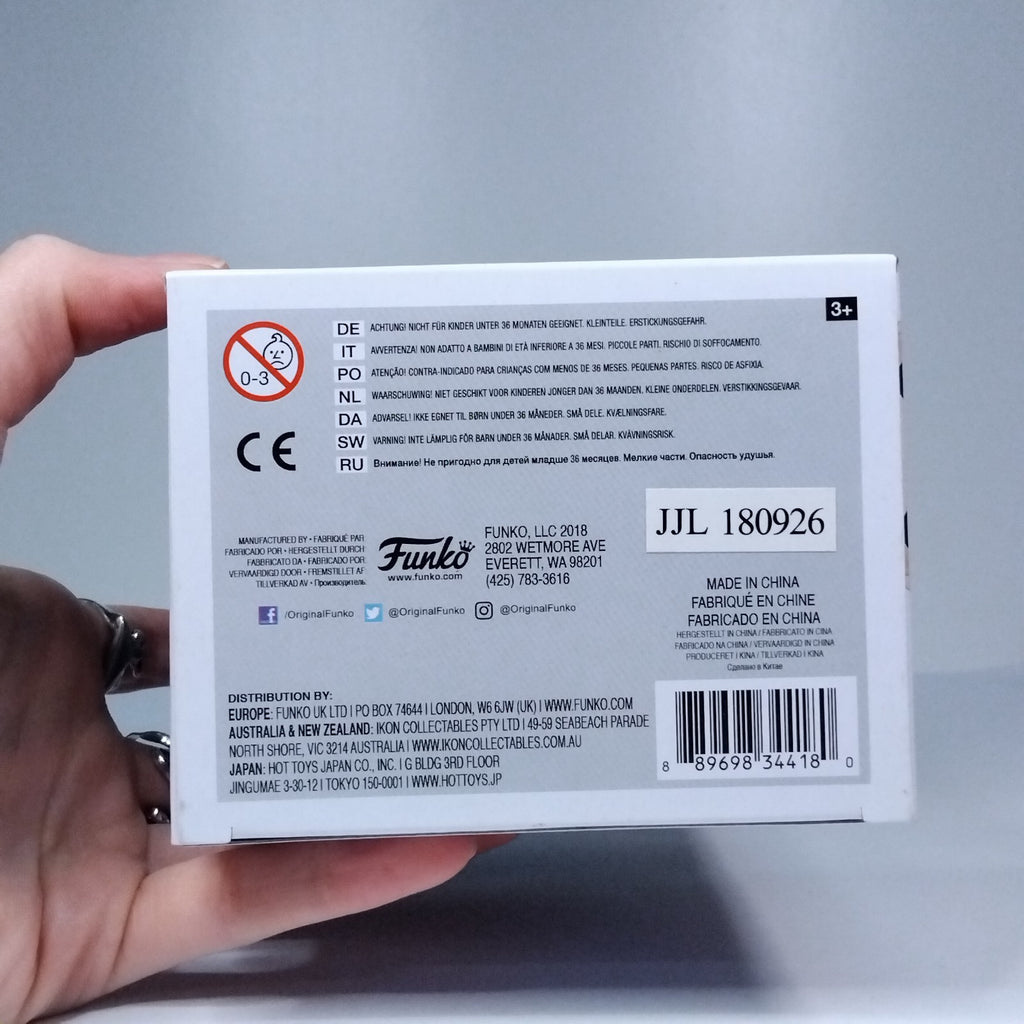 3+
0-3
DE ACHTUNG! NICHT FÜR KINDER UNTER 36 MONATEN GEEIGNET. KLEINTEILE. ERSTICKUNGSGEFAHR.
IT AVVERTENZA! NON ADATTO A BAMBINI DI ETÀ INFERIORE A 36 MESI. PICCOLE PARTI. RISCHIO DI SOFFOCAMENTO.
PO ATENÇÃO! CONTRA-INDICADO PARA CRIANÇAS COM MENOS DE 36 MESES. PEQUENAS PARTES. RISCO DE ASFIXIA.
NL WAARSCHUWING! NIET GESCHIKT VOOR KINDEREN JONGER DAN 36 MAANDEN. KLEINE ONDERDELEN. VERSTIKKINGSGEVAAR.
DA ADVARSEL! IKKE EGNET TIL BØRN UNDER 36 MÅNEDER. SMÅ DELE. KVÆLNINGSFARE.
SW VARNING! INTE LÄMPLIG FÖR BARN UNDER 36 MÅNADER. SMÅ DELAR. KVÄVNINGSRISK.
RU Внимание! Не пригодно для детей младше 36 месяцев. Мелкие части. Опасность удушья.
CE
JJL 180926
MANUFACTURED BY • FABRIQUÉ PAR
FABRICADO POR • HERGESTELLT DURCH:
FABBRICATO DA • FABRICADO POR
VERVAARDIGD DOOR • FREMSTILLET AF
TILLVERKAD AV • Производитель:
Funko
www.funko.com
FUNKO, LLC 2018
2802 WETMORE AVE
EVERETT, WA 98201
(425) 783-3616
/OriginalFunko @OriginalFunko @OriginalFunko
MADE IN CHINA
FABRIQUÉ EN CHINE
FABRICADO EN CHINA
HERGESTELLT IN CHINA / FABBRICATO IN CINA
FABRICADO NA CHINA / VERVAARDIGD IN CHINA
PRODUCERET I KINA / TILLVERKAD I KINA
Сделано в Китае
DISTRIBUTION BY:
EUROPE: FUNKO UK LTD I PO BOX 74644 I LONDON, W6 6JW (UK) I WWW.FUNKO.COM
AUSTRALIA & NEW ZEALAND: IKON COLLECTABLES PTY LTD I 49-59 SEABEACH PARADE
NORTH SHORE, VIC 3214 AUSTRALIA I WWW.IKONCOLLECTABLES.COM.AU
JAPAN: HOT TOYS JAPAN CO., INC. I G BLDG 3RD FLOOR
JINGUMAE 3-30-12 I TOKYO 150-0001 I WWW.HOTTOYS.JP
8 89698 34418 0